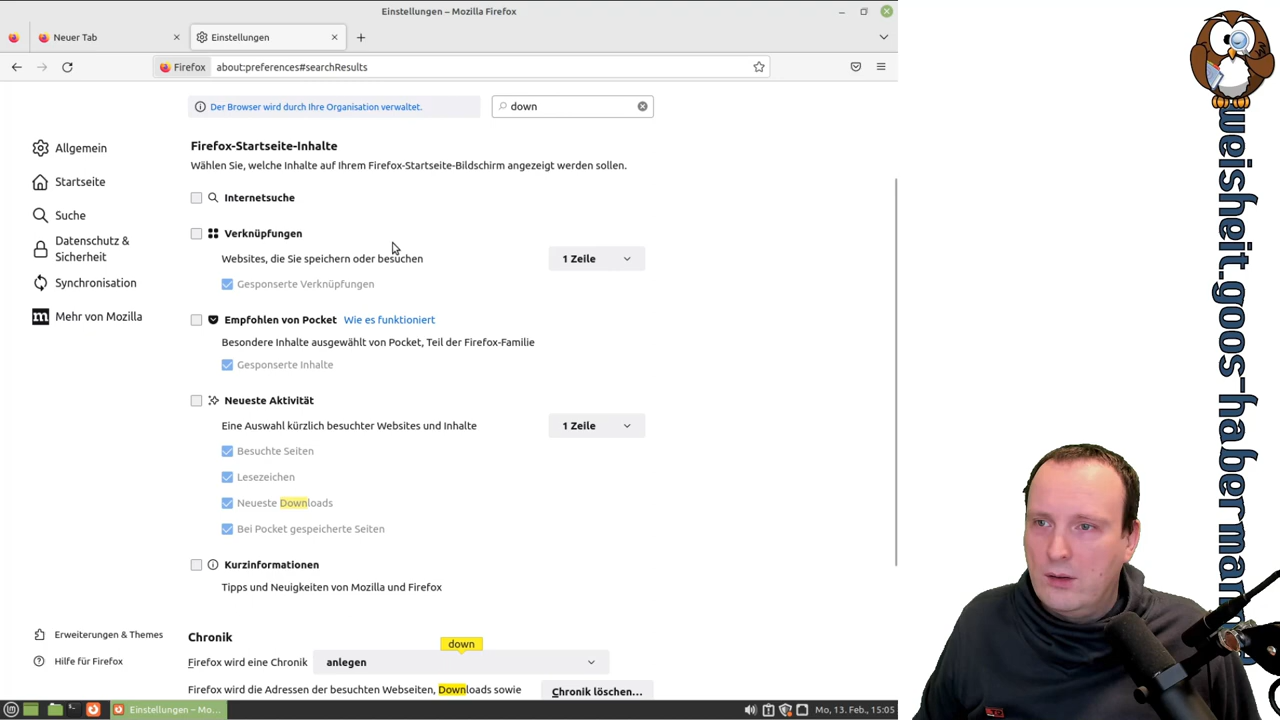 Einstellungen – Mozilla Firefox
Neuer Tab
Einstellungen
Firefox
about:preferences#searchResults
Der Browser wird durch Ihre Organisation verwaltet.
down
Allgemein
Startseite
Suche
Datenschutz &
Sicherheit
Synchronisation
Mehr von Mozilla
Erweiterungen & Themes
Hilfe für Firefox
Firefox-Startseite-Inhalte
Wählen Sie, welche Inhalte auf Ihrem Firefox-Startseite-Bildschirm angezeigt werden sollen.
Internetsuche
Verknüpfungen
Websites, die Sie speichern oder besuchen
1 Zeile
Gesponserte Verknüpfungen
Empfohlen von Pocket Wie es funktioniert
Besondere Inhalte ausgewählt von Pocket, Teil der Firefox-Familie
Gesponserte Inhalte
Neueste Aktivität
Eine Auswahl kürzlich besuchter Websites und Inhalte
1 Zeile
Besuchte Seiten
Lesezeichen
Neueste Downloads
Bei Pocket gespeicherte Seiten
Kurzinformationen
Tipps und Neuigkeiten von Mozilla und Firefox
Chronik
down
Firefox wird eine Chronik
anlegen
Firefox wird die Adressen der besuchten Webseiten, Downloads sowie
Chronik löschen...
Einstellungen – Mo...
Mo, 13. Feb., 15:05